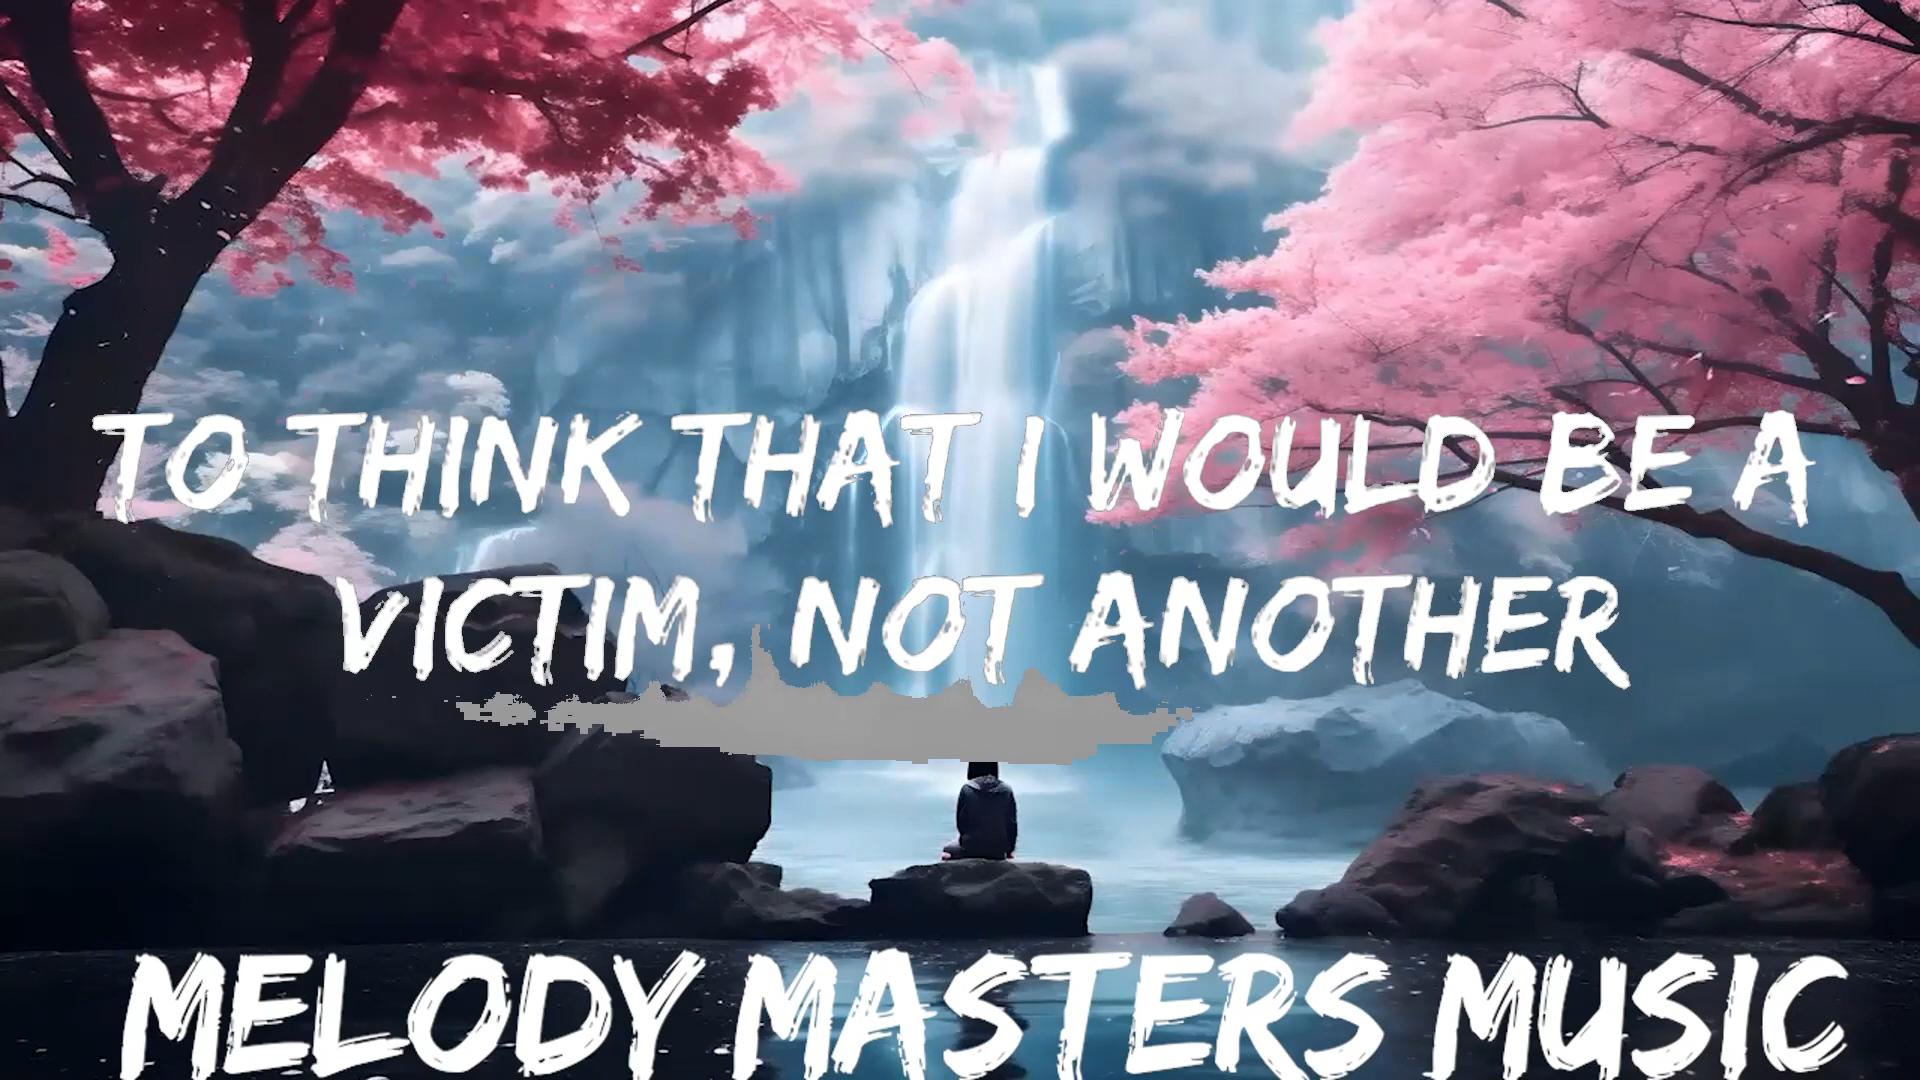 TO THINK THAT I WOULD BE A
VICTIM, NOT ANOTHER
MELODY MASTERS MUSIC